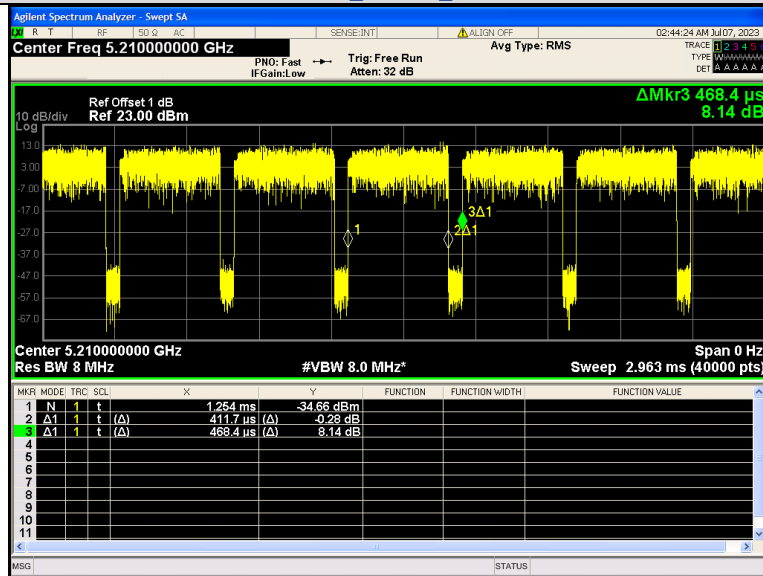 Agilent Spectrum Analyzer - Swept SA
R T RF 50 Ω AC SENSE:INT ALIGN OFF 02:44:24 AM Jul 07, 2023
Center Freq 5.210000000 GHz Avg Type: RMS TRACE 1 2 3 4 5
PNO: Fast Trig: Free Run TYPE
IFGain:Low Atten: 32 dB DET A A A A A
ΔMkr3 468.4 µs
8.14 dB
Ref Offset 1 dB
10 dB/div Ref 23.00 dBm
Log
13.0
3.00
-7.00
-17.0
3Δ1
-27.0 1 2Δ1
-37.0
-47.0
-57.0
-67.0
Center 5.210000000 GHz Span 0 Hz
Res BW 8 MHz #VBW 8.0 MHz* Sweep 2.963 ms (40000 pts)
MKR MODE TRC SCL X Y FUNCTION FUNCTION WIDTH FUNCTION VALUE
1 N 1 t 1.254 ms -34.66 dBm
2 Δ1 1 t (Δ) 411.7 µs (Δ) -0.28 dB
3 Δ1 1 t (Δ) 468.4 µs (Δ) 8.14 dB
4
5
6
7
8
9
10
11
MSG STATUS